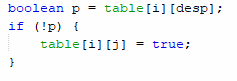 boolean p = table[i][desp];
if (!p) {
    table[i][j] = true;
}